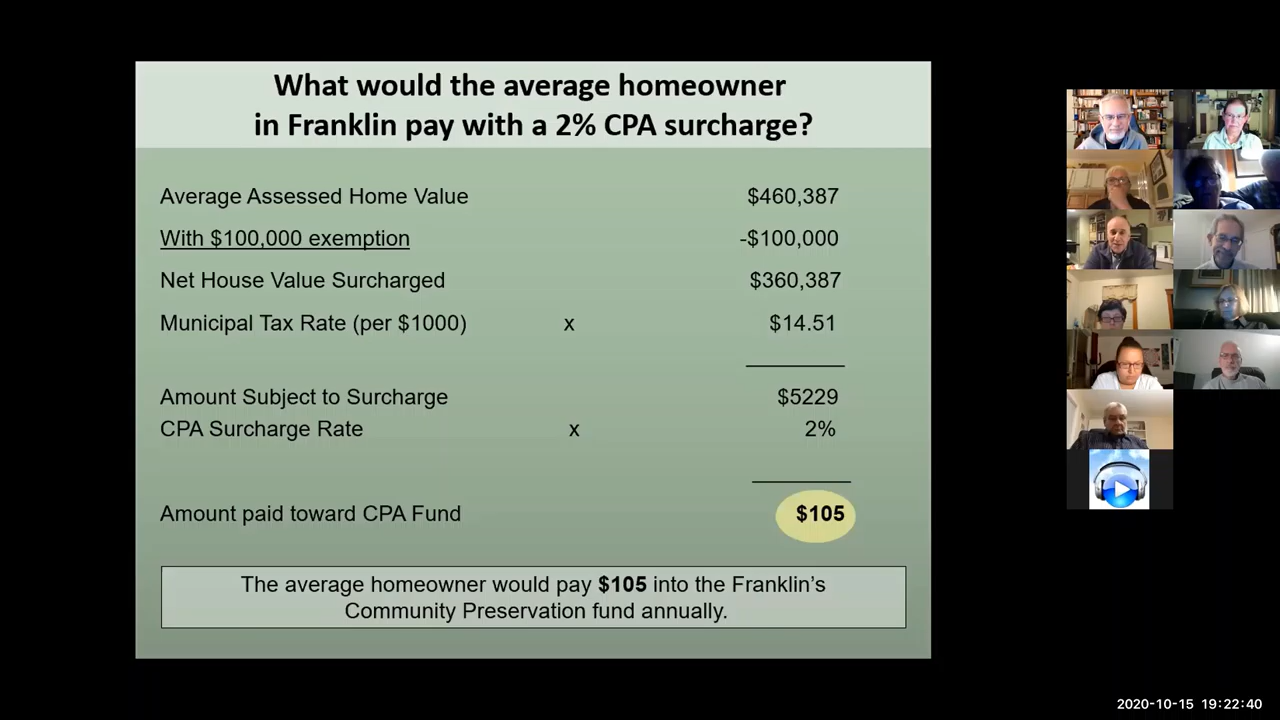 What would the average homeowner
in Franklin pay with a 2% CPA surcharge?
Average Assessed Home Value $460,387
With $100,000 exemption -$100,000
Net House Value Surcharged $360,387
Municipal Tax Rate (per $1000) x $14.51
Amount Subject to Surcharge $5229
CPA Surcharge Rate x 2%
Amount paid toward CPA Fund $105
The average homeowner would pay $105 into the Franklin’s
Community Preservation fund annually.
2020-10-15 19:22:40